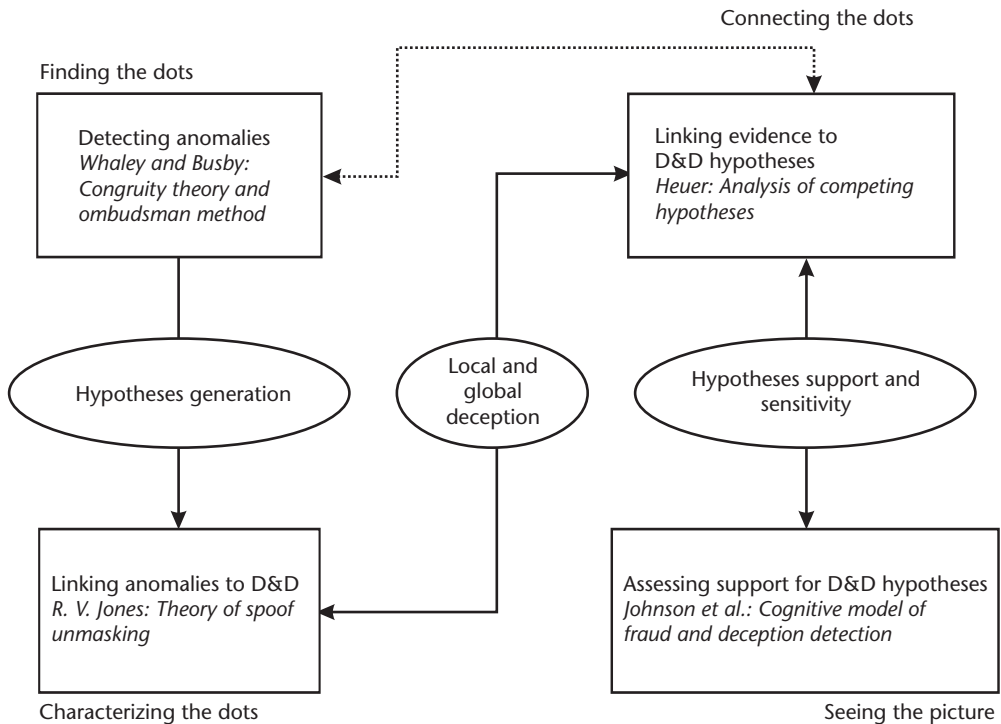 Connecting the dots
Finding the dots
Detecting anomalies
Whaley and Busby:
Congruity theory and
ombudsman method
Linking evidence to
D&D hypotheses
Heuer: Analysis of competing
hypotheses
Hypotheses generation
Local and
global
deception
Hypotheses support and
sensitivity
Linking anomalies to D&D
R. V. Jones: Theory of spoof
unmasking
Assessing support for D&D hypotheses
Johnson et al.: Cognitive model of
fraud and deception detection
Characterizing the dots
Seeing the picture